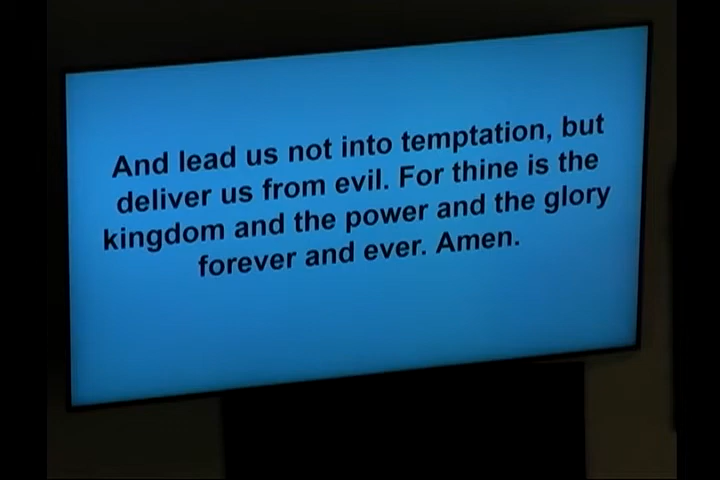 And lead us not into temptation, but
deliver us from evil. For thine is the
kingdom and the power and the glory
forever and ever. Amen.